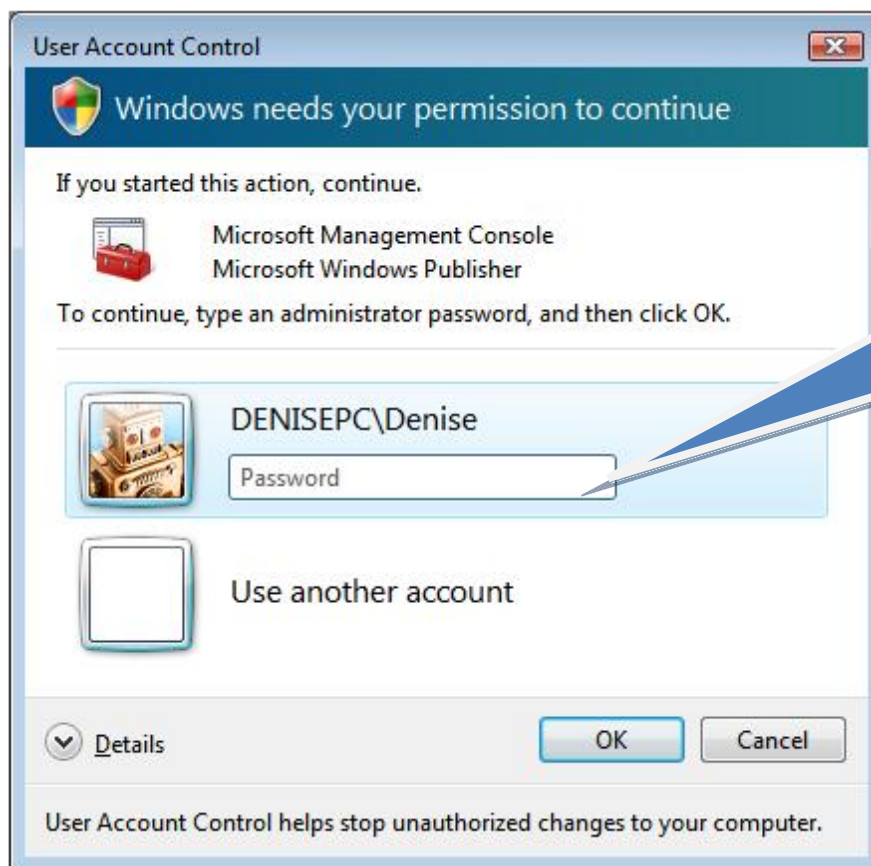 User Account Control
Windows needs your permission to continue
If you started this action, continue.
Microsoft Management Console
Microsoft Windows Publisher
To continue, type an administrator password, and then click OK.
DENISEPC\Denise
Password
Use another account
Details
OK
Cancel
User Account Control helps stop unauthorized changes to your computer.